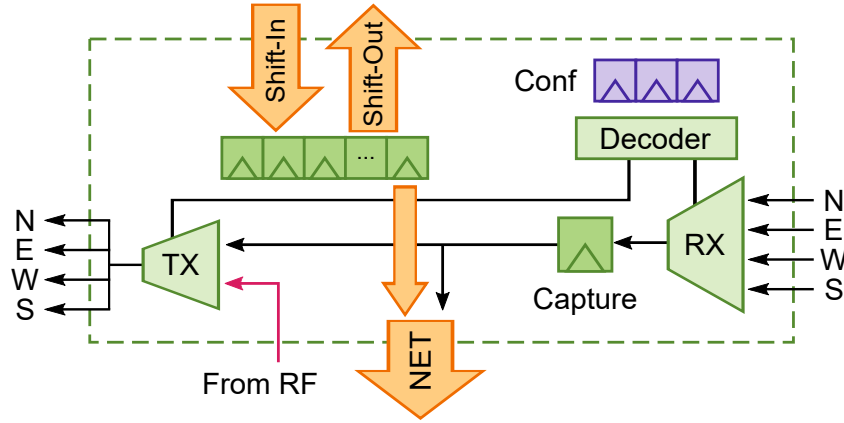 Shift-In
Shift-Out
Conf
...
Decoder
N
E
W
S
TX
RX
N
E
W
S
Capture
NET
From RF